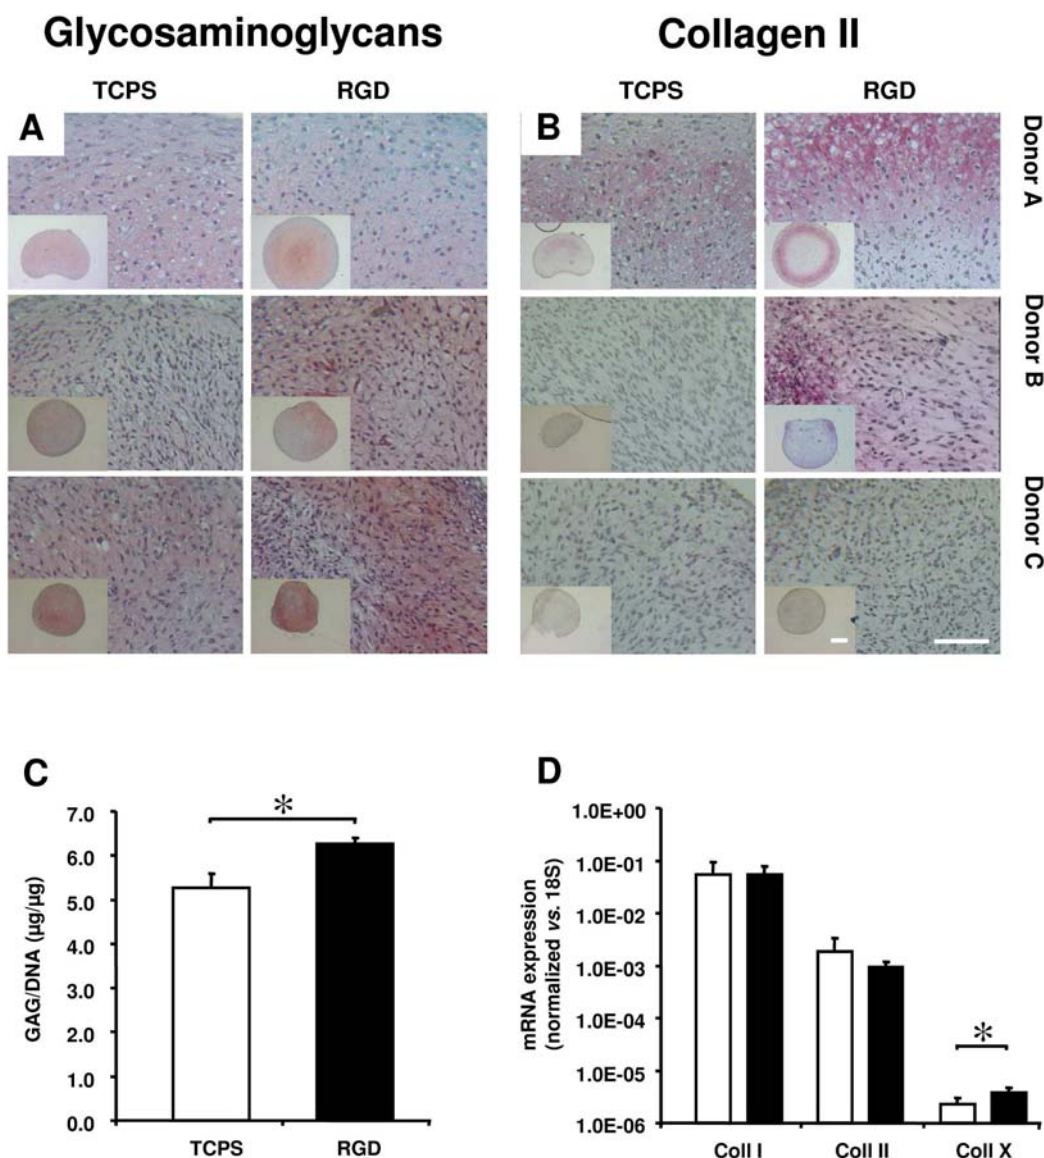 Glycosaminoglycans
Collagen II
TCPS
RGD
TCPS
RGD
A
B
Donor A
Donor B
Donor C
C
7.0
6.0
5.0
4.0
3.0
2.0
1.0
0.0
GAG/DNA (µg/µg)
*
TCPS
RGD
D
1.0E+00
1.0E-01
1.0E-02
1.0E-03
1.0E-04
1.0E-05
1.0E-06
mRNA expression
(normalized vs. 18S)
*
Coll I
Coll II
Coll X